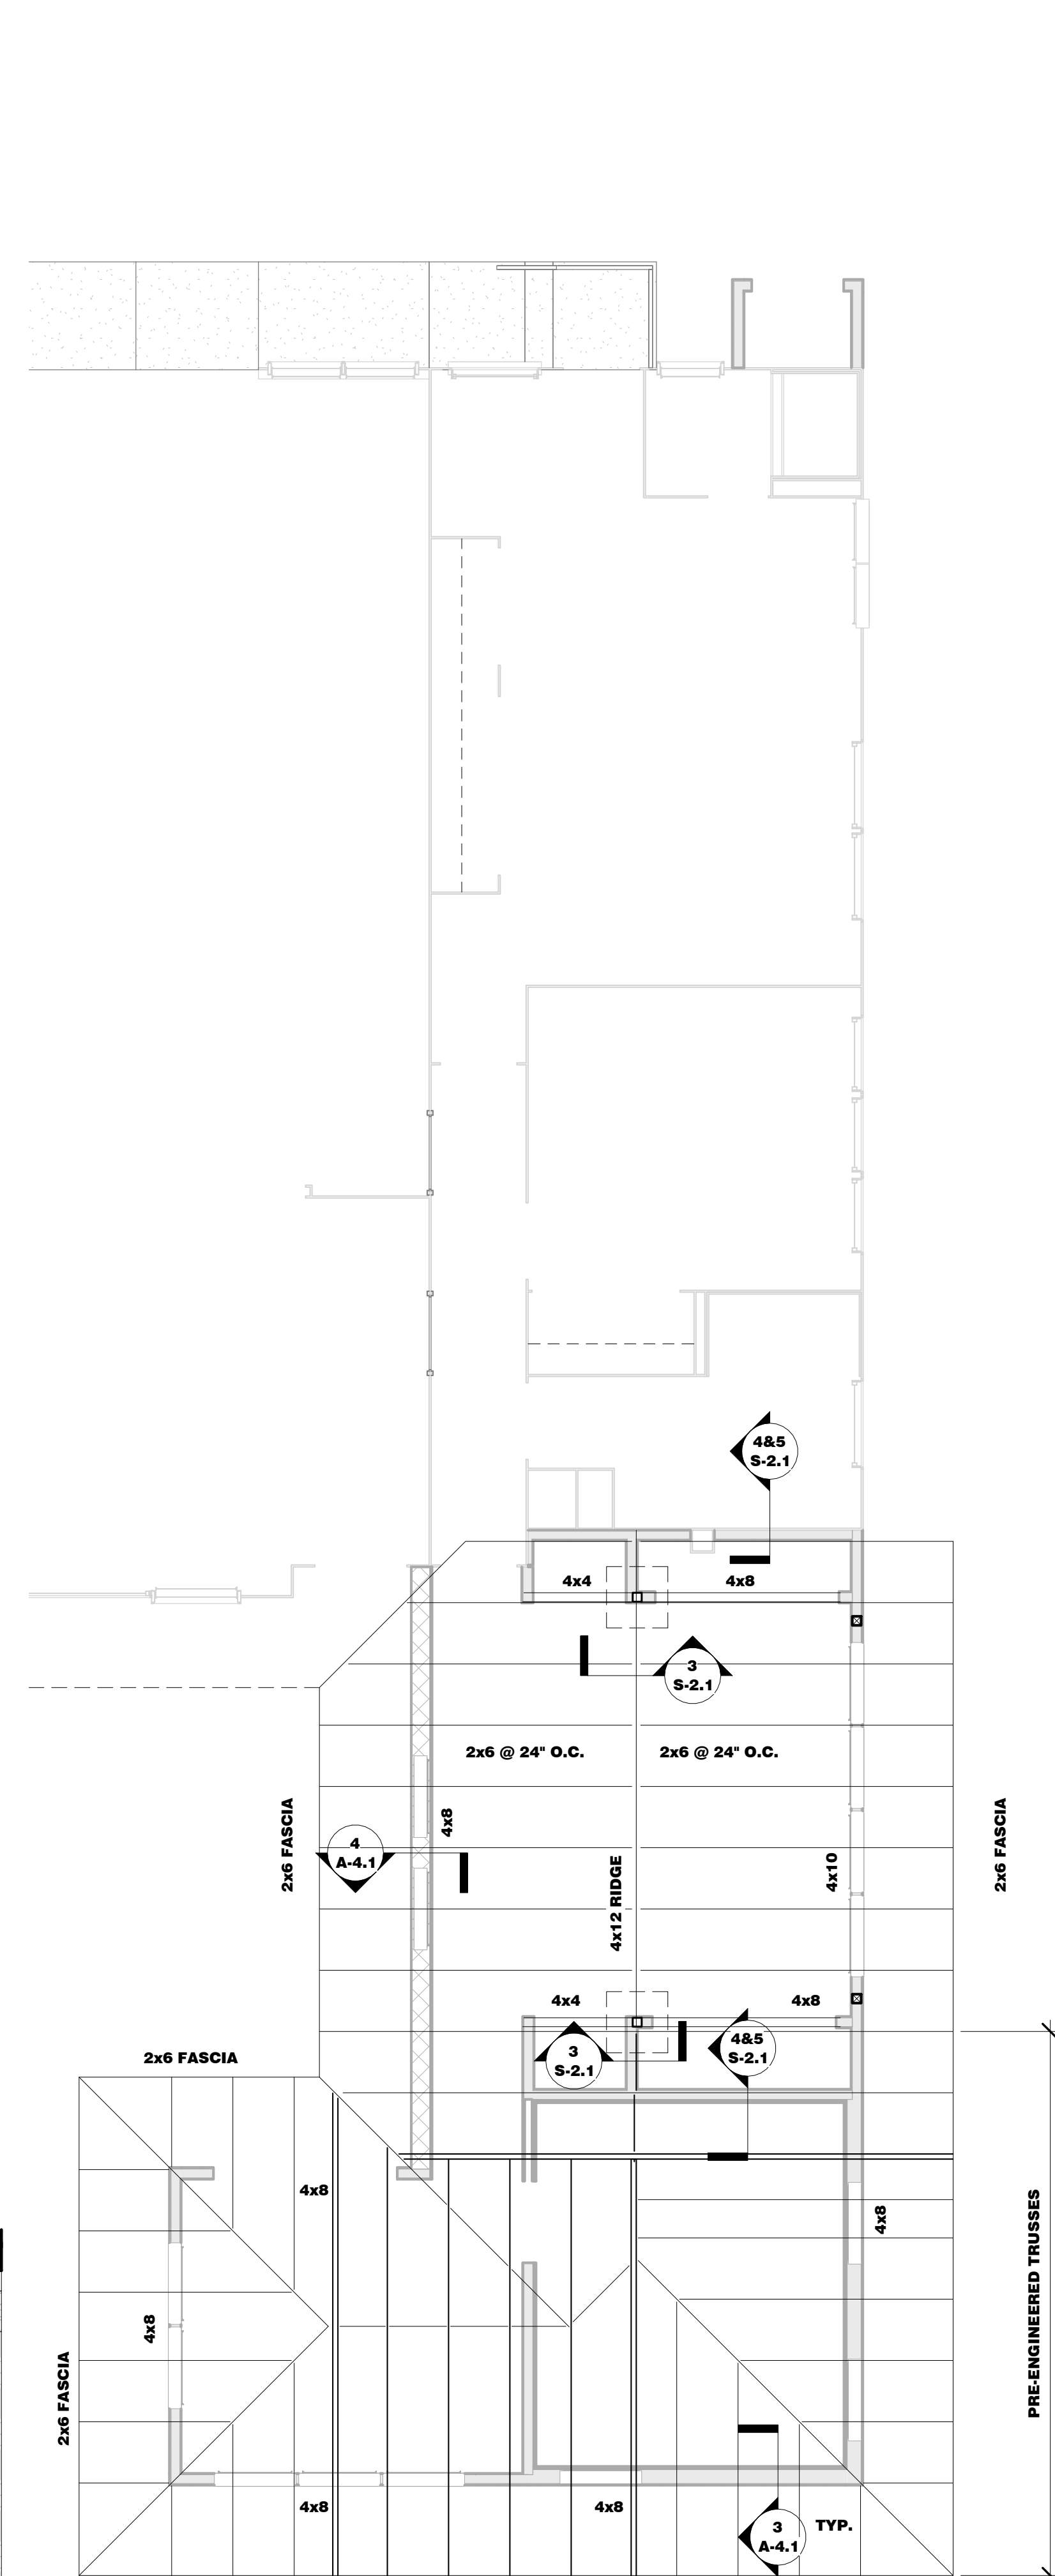 4&5
S-2.1
4x4
4x8
3
S-2.1
2x6 @ 24" O.C.
2x6 @ 24" O.C.
2x6 FASCIA
4x8
4
A-4.1
4x12 RIDGE
4x10
2x6 FASCIA
4x4
4x8
3
S-2.1
4&5
S-2.1
2x6 FASCIA
4x8
4x8
4x8
2x6 FASCIA
PRE-ENGINEERED TRUSSES
4x8
4x8
3
A-4.1
TYP.